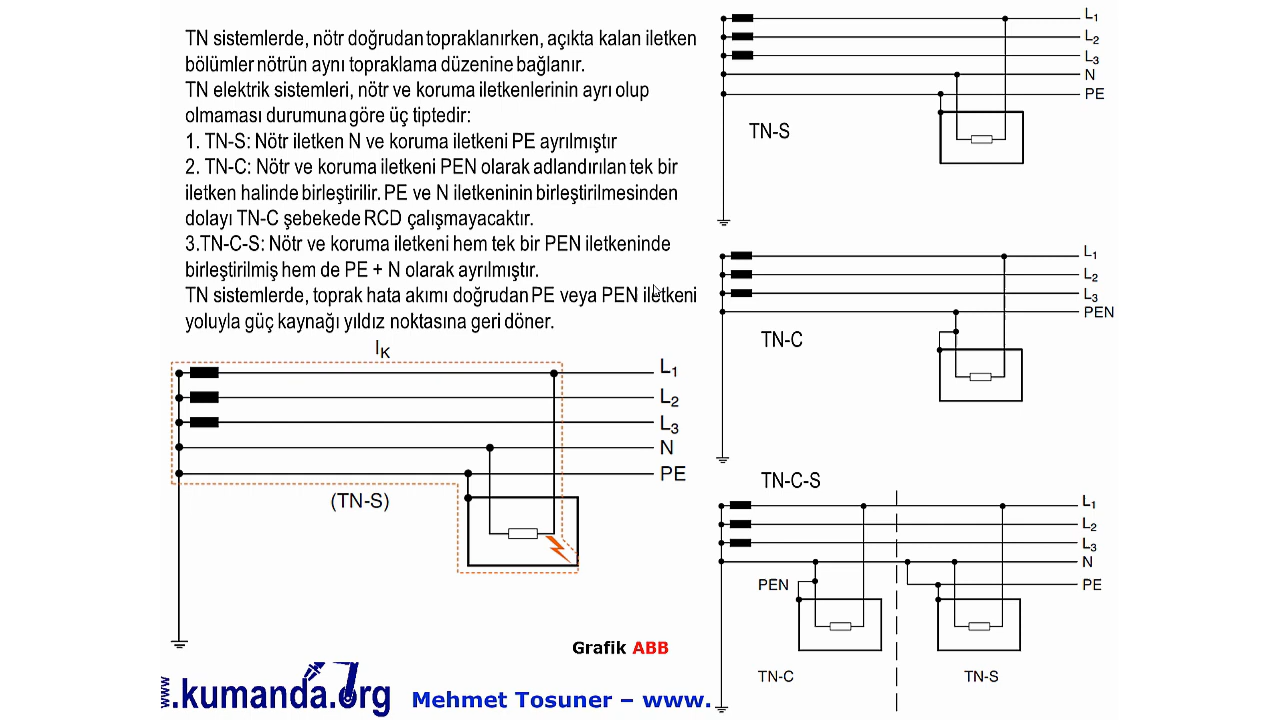 TN sistemlerde, nötr doğrudan topraklanırken, açıkta kalan iletken
bölümler nötrün aynı topraklama düzenine bağlanır.
TN elektrik sistemleri, nötr ve koruma iletkenlerinin ayrı olup
olmaması durumuna göre üç tiptedir:
1. TN-S: Nötr iletken N ve koruma iletkeni PE ayrılmıştır
2. TN-C: Nötr ve koruma iletkeni PEN olarak adlandırılan tek bir
iletken halinde birleştirilir. PE ve N iletkeninin birleştirilmesinden
dolayı TN-C şebekede RCD çalışmayacaktır.
3.TN-C-S: Nötr ve koruma iletkeni hem tek bir PEN iletkeninde
birleştirilmiş hem de PE + N olarak ayrılmıştır.
TN sistemlerde, toprak hata akımı doğrudan PE veya PEN iletkeni
yoluyla güç kaynağı yıldız noktasına geri döner.
IK
L1
L2
L3
N
PE
(TN-S)
Grafik ABB
www.kumanda.org
Mehmet Tosuner – www.
L1
L2
L3
N
PE
TN-S
L1
L2
L3
PEN
TN-C
TN-C-S
L1
L2
L3
N
PEN
PE
TN-C
TN-S